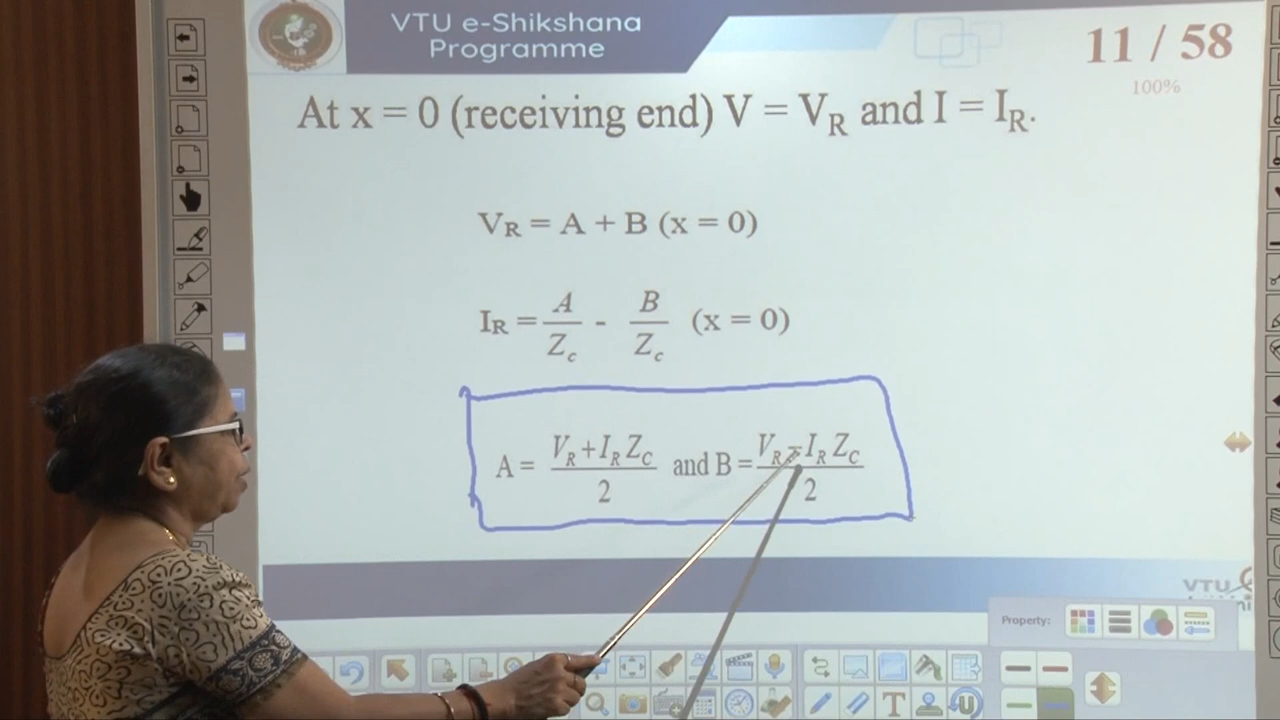 VTU e-Shikshana
Programme
11 / 58
100%
At x = 0 (receiving end) V = V_R and I = I_R.
V_R = A + B (x = 0)
I_R = A/Z_c - B/Z_c (x = 0)
A = (V_R + I_R Z_C)/2 and B = (V_R - I_R Z_C)/2
VTU
Property: